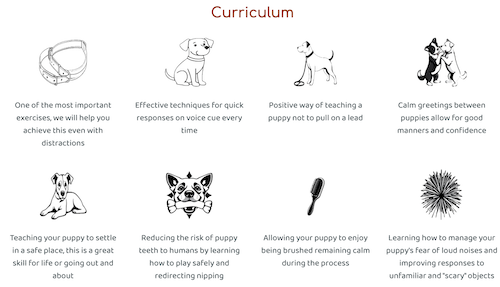 Curriculum
One of the most important
exercises, we will help you
achieve this even with
distractions
Effective techniques for quick
responses on voice cue every
time
Positive way of teaching a
puppy not to pull on a lead
Calm greetings between
puppies allow for good
manners and confidence
Teaching your puppy to settle
in a safe place, this is a great
skill for life or going out and
about
Reducing the risk of puppy
teeth to humans by learning
how to play safely and
redirecting nipping
Allowing your puppy to enjoy
being brushed remaining calm
during the process
Learning how to manage your
puppy's fear of loud noises and
improving responses to
unfamiliar and "scary" objects